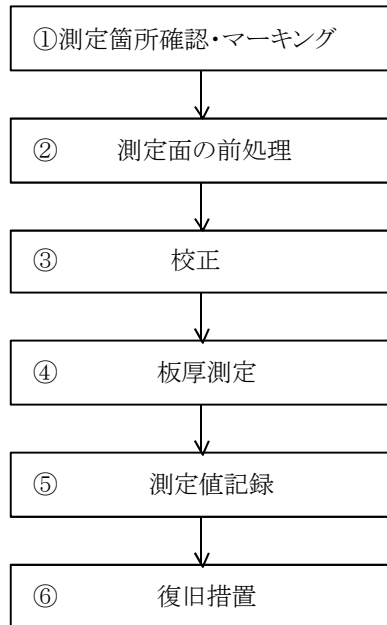 ①測定箇所確認・マーキング
② 測定面の前処理
③ 校正
④ 板厚測定
⑤ 測定値記録
⑥ 復旧措置